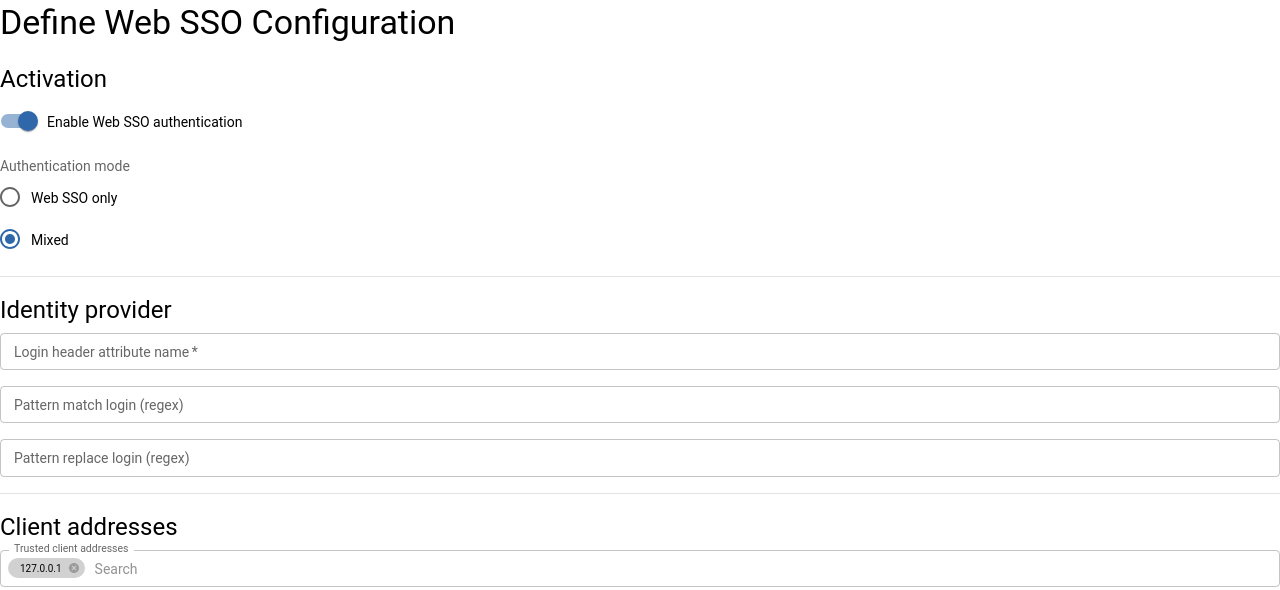 Define Web SSO Configuration
Activation
Enable Web SSO authentication
Authentication mode
Web SSO only
Mixed
Identity provider
Login header attribute name *
Pattern match login (regex)
Pattern replace login (regex)
Client addresses
Trusted client addresses
127.0.0.1 Search